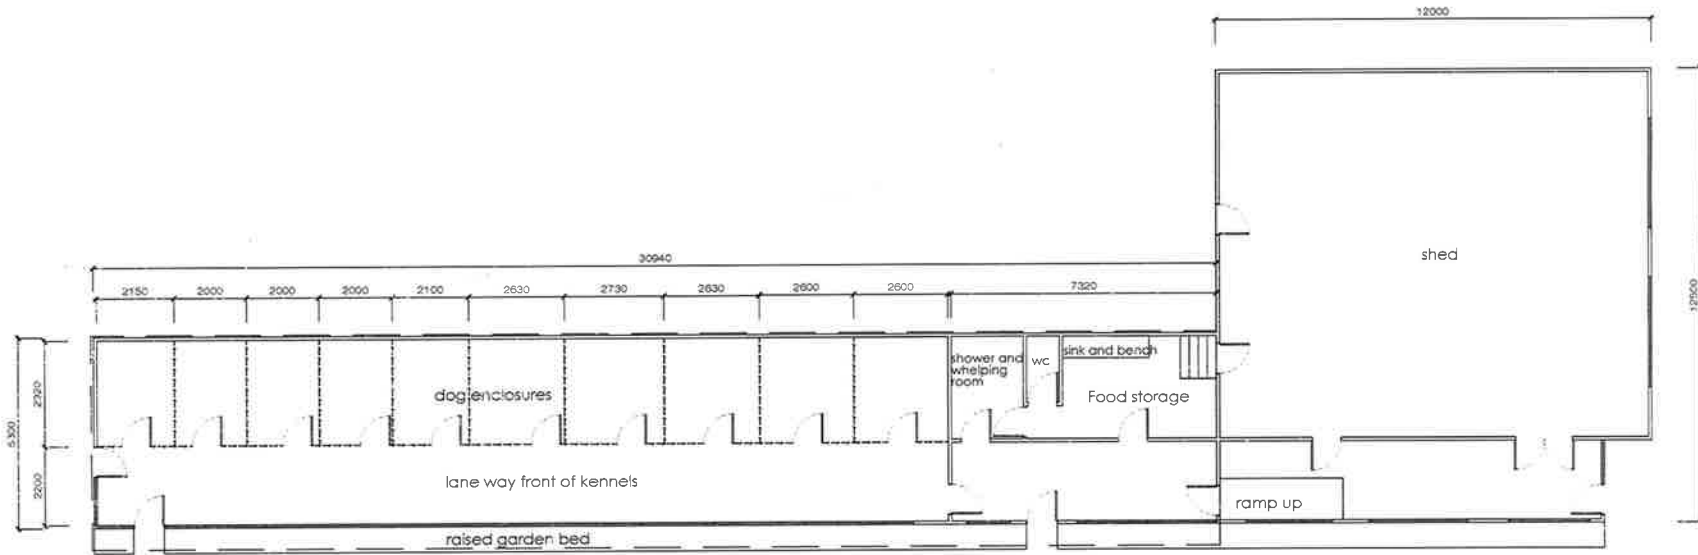 12000
shed
30940
2150
2000
2000
2000
2100
2630
2730
2630
2600
2600
7320
5300
2200
shower and
whelping
room
wc
sink and bench
Food storage
dog enclosures
lane way front of kennels
ramp up
raised garden bed